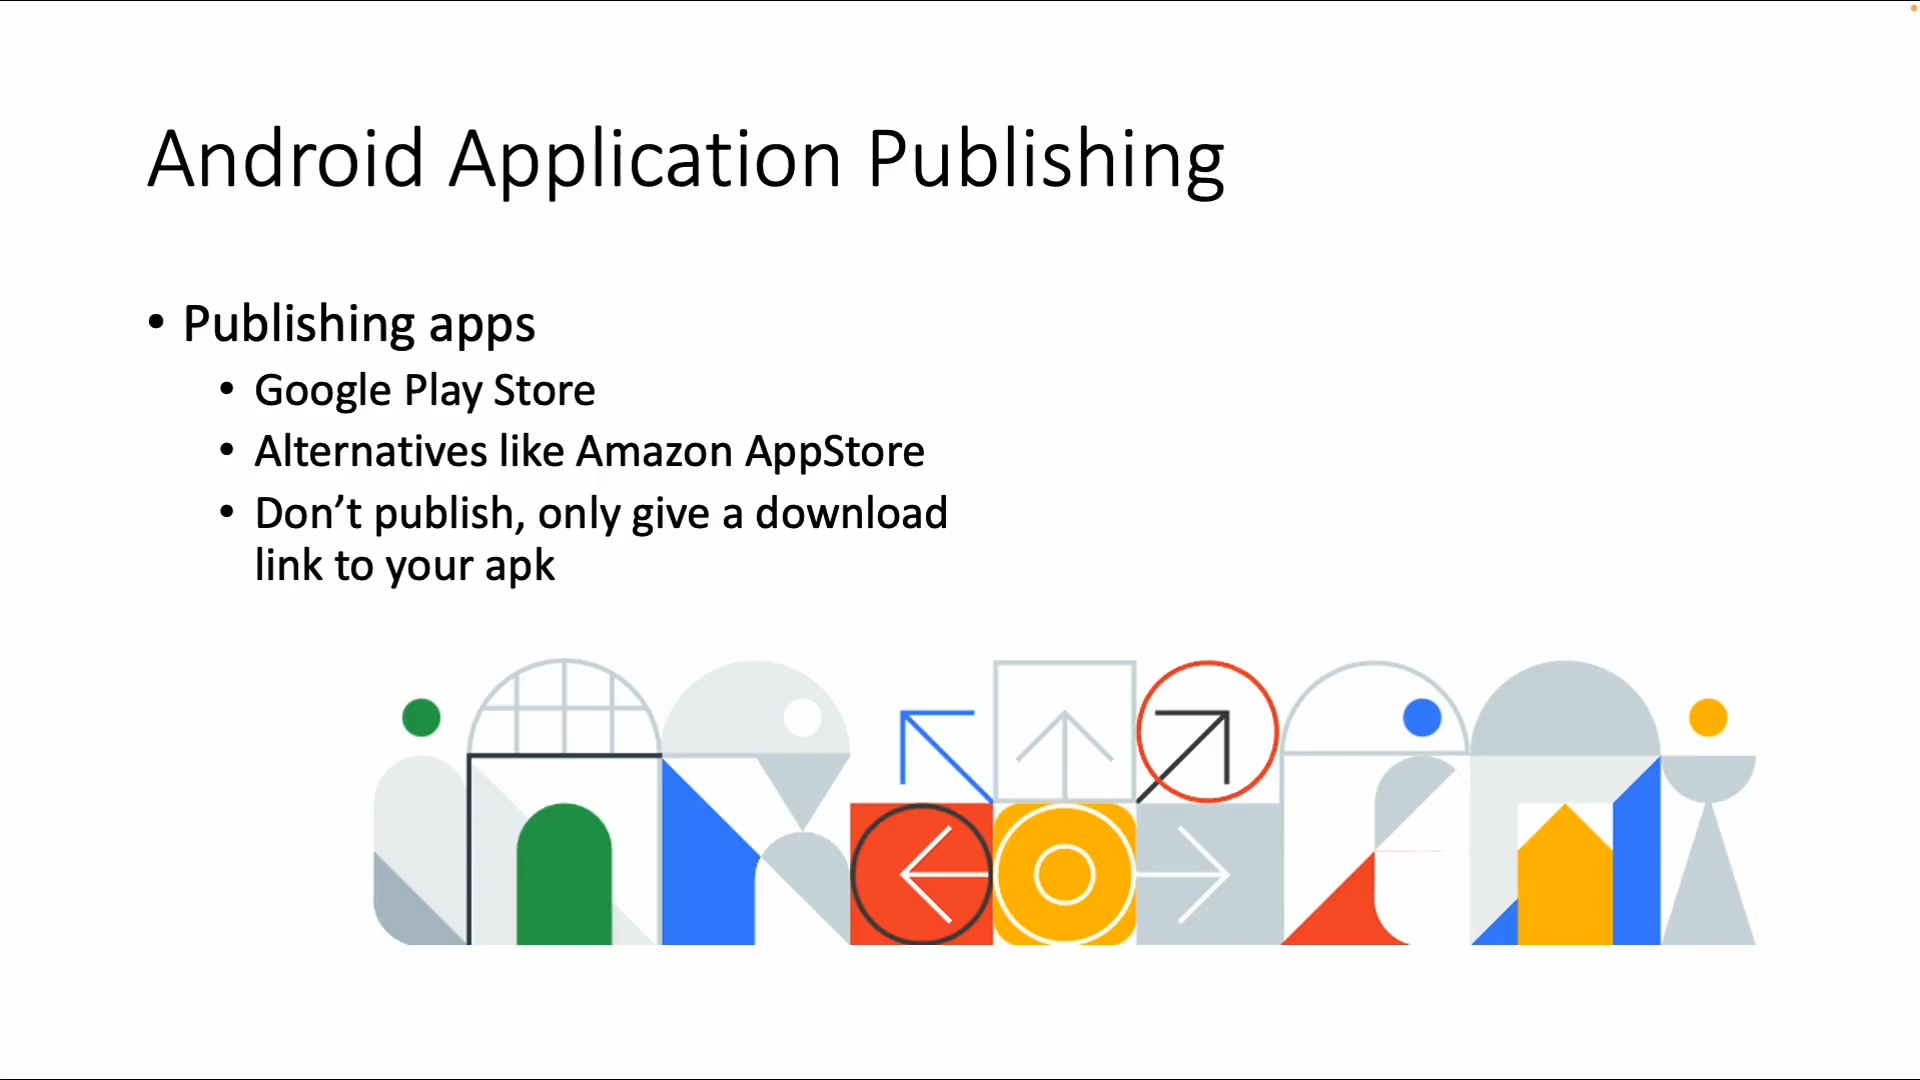 Android Application Publishing
• Publishing apps
• Google Play Store
• Alternatives like Amazon AppStore
• Don’t publish, only give a download
link to your apk